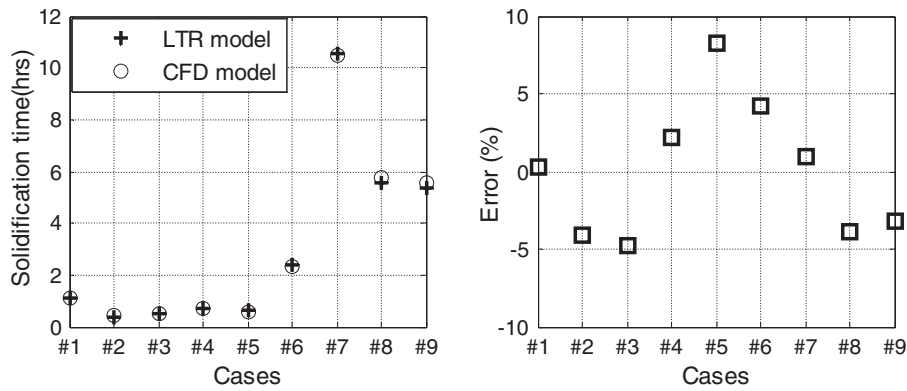 Solidification time(hrs)
12
10
8
6
4
2
0
LTR model
CFD model
#1 #2 #3 #4 #5 #6 #7 #8 #9
Cases
Error (%)
10
5
0
-5
-10
#1 #2 #3 #4 #5 #6 #7 #8 #9
Cases